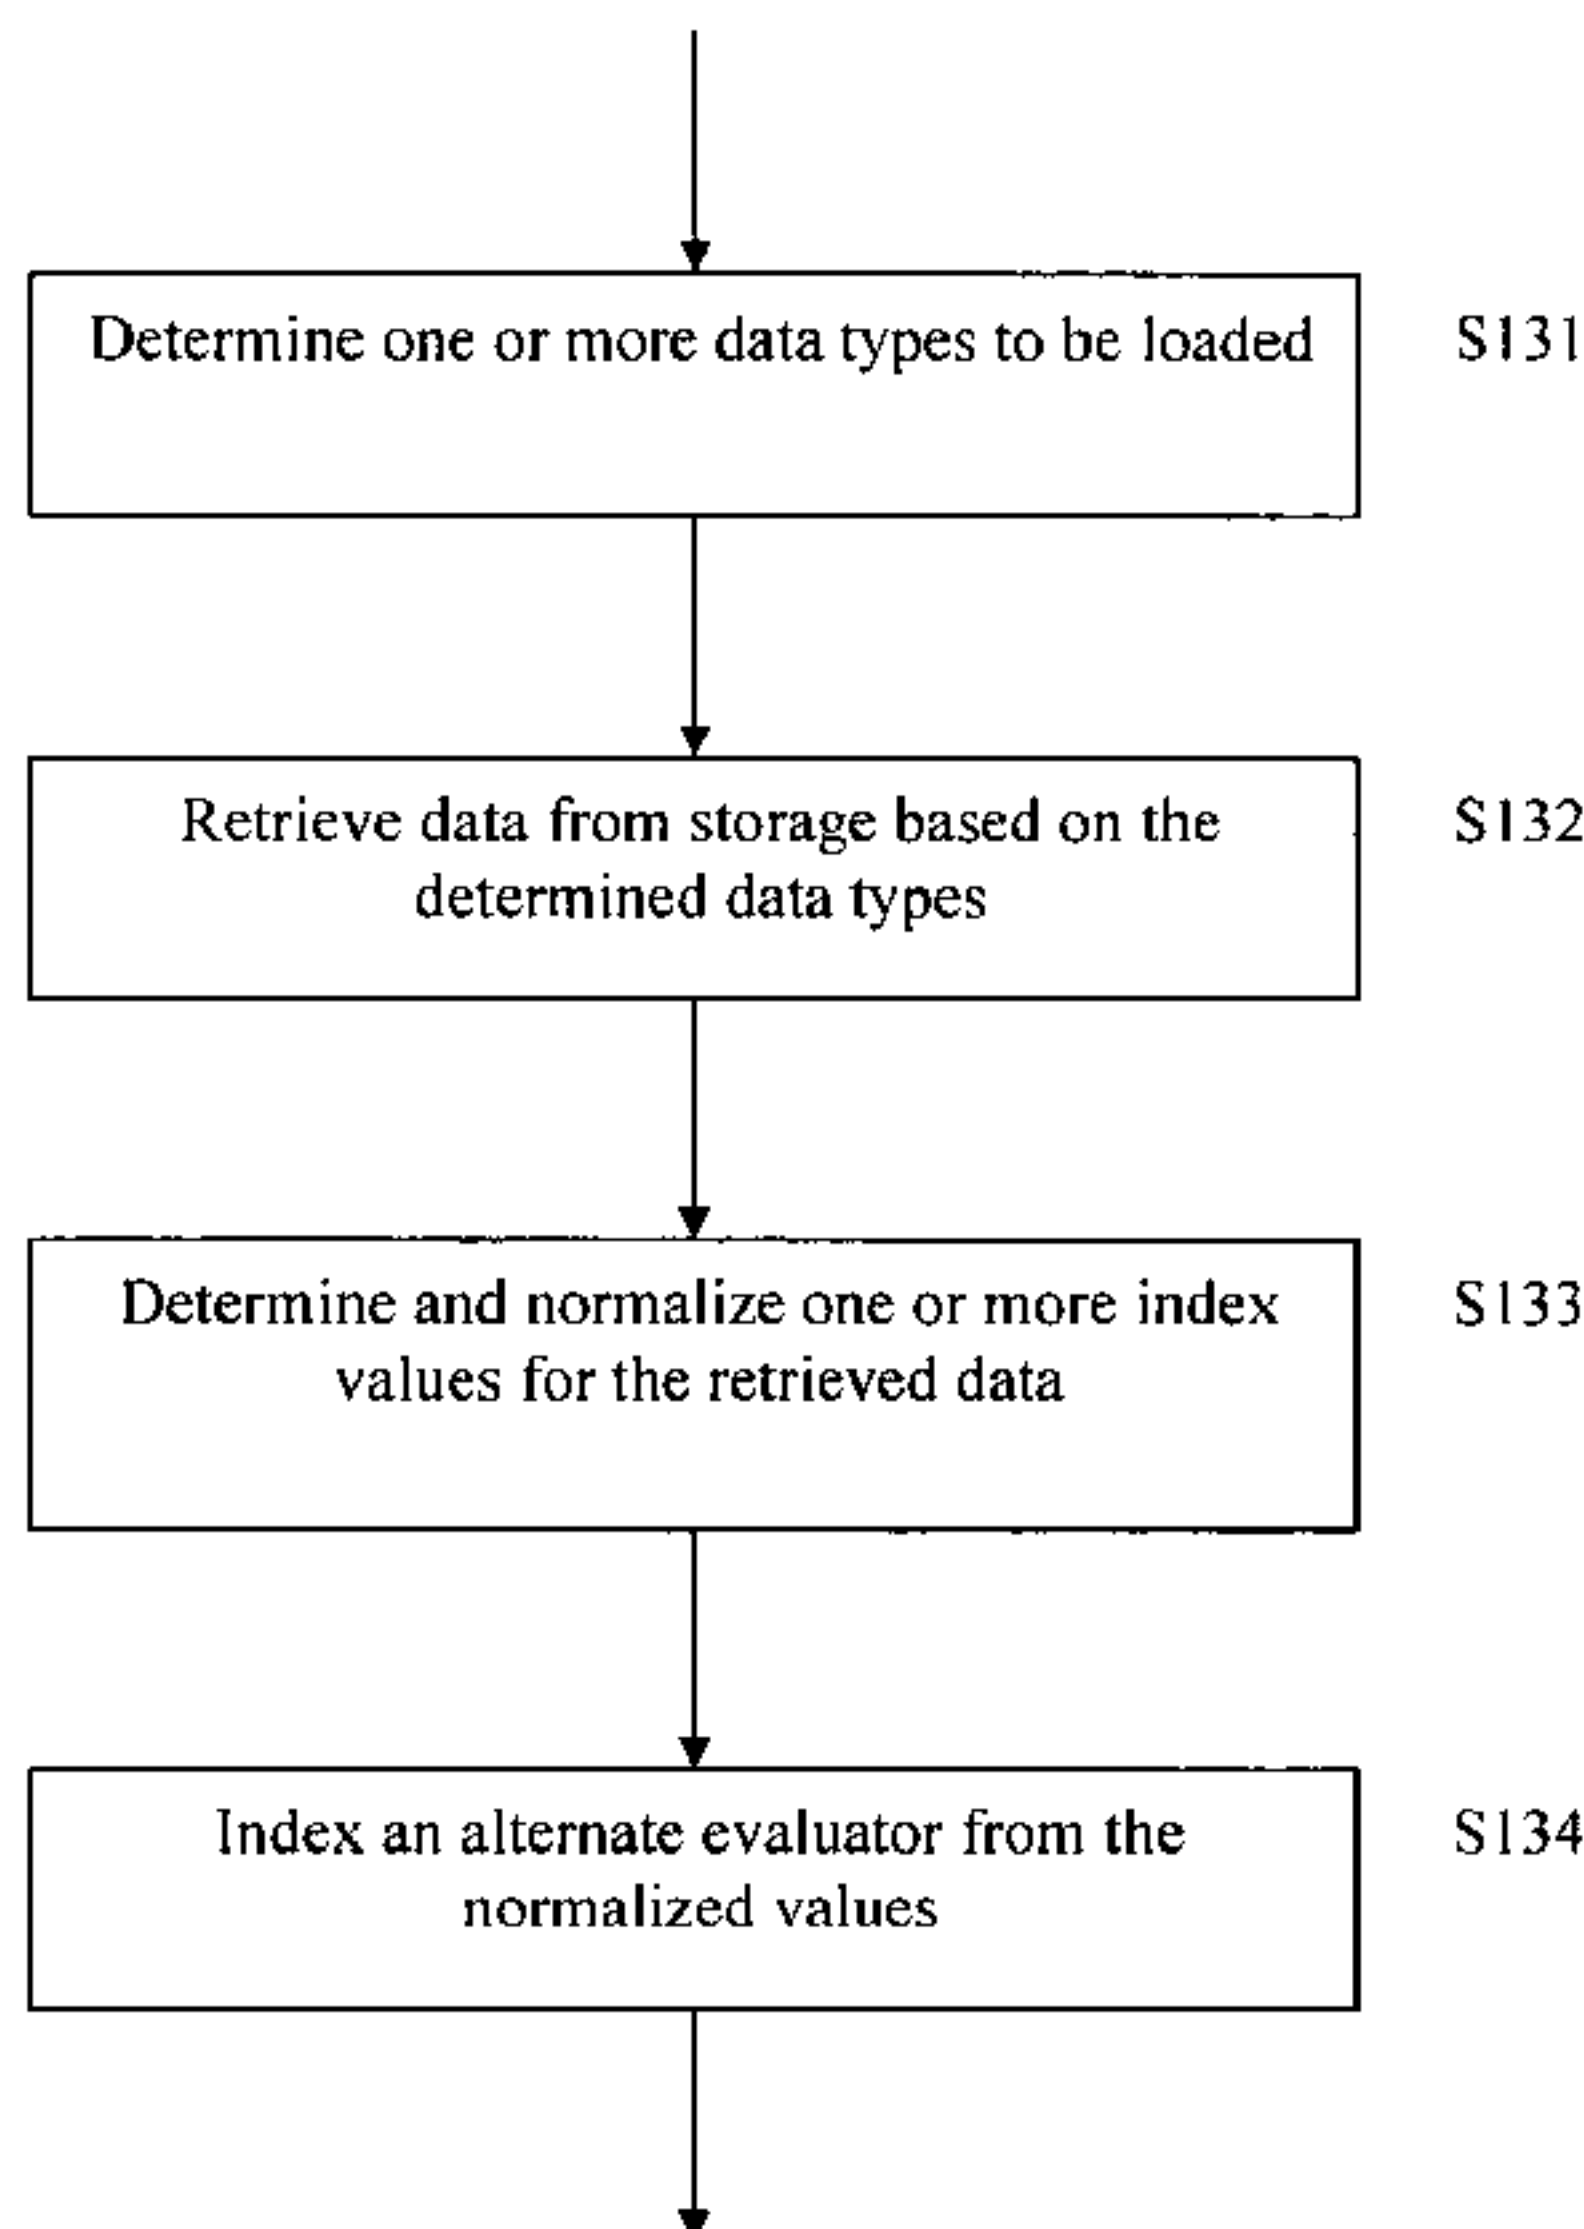 Determine one or more data types to be loaded
S131
Retrieve data from storage based on the
determined data types
S132
Determine and normalize one or more index
values for the retrieved data
S133
Index an alternate evaluator from the
normalized values
S134